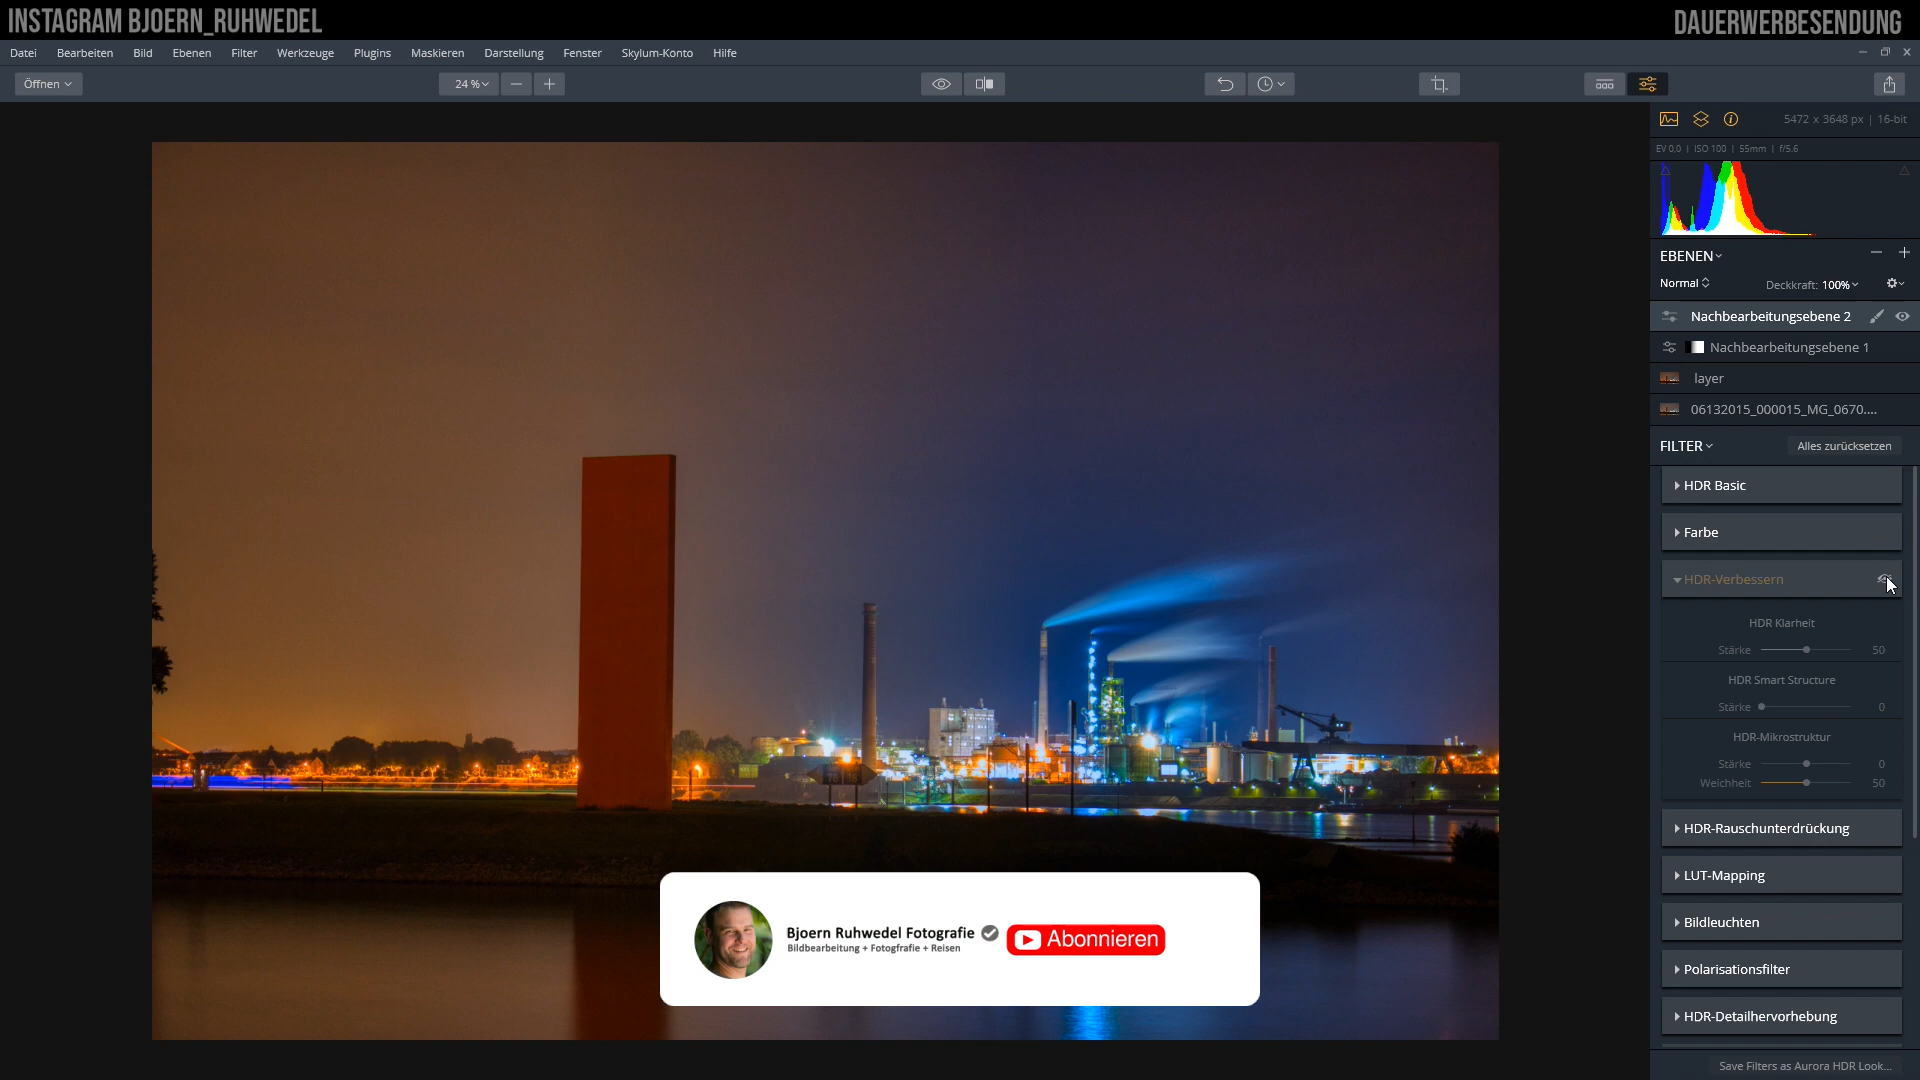 INSTAGRAM BJOERN_RUHWEDEL
DAUERWERBESENDUNG
Datei Bearbeiten Bild Ebenen Filter Werkzeuge Plugins Maskieren Darstellung Fenster Skylum-Konto Hilfe
Öffnen
24 %
5472 x 3648 px | 16-bit
EV 0,0 | ISO 100 | 55mm | f/5.6
EBENEN
Normal
Deckkraft: 100%
Nachbearbeitungsebene 2
Nachbearbeitungsebene 1
layer
06132015_000015_MG_0670....
FILTER
Alles zurücksetzen
HDR Basic
Farbe
HDR-Verbessern
HDR Klarheit
Stärke 50
HDR Smart Structure
Stärke 0
HDR-Mikrostruktur
Stärke 0
Weichheit 50
HDR-Rauschunterdrückung
LUT-Mapping
Bildleuchten
Polarisationsfilter
HDR-Detailhervorhebung
Save Filters as Aurora HDR Look...
Bjoern Ruhwedel Fotografie
Bildbearbeitung + Fotogfrafie + Reisen
Abonnieren